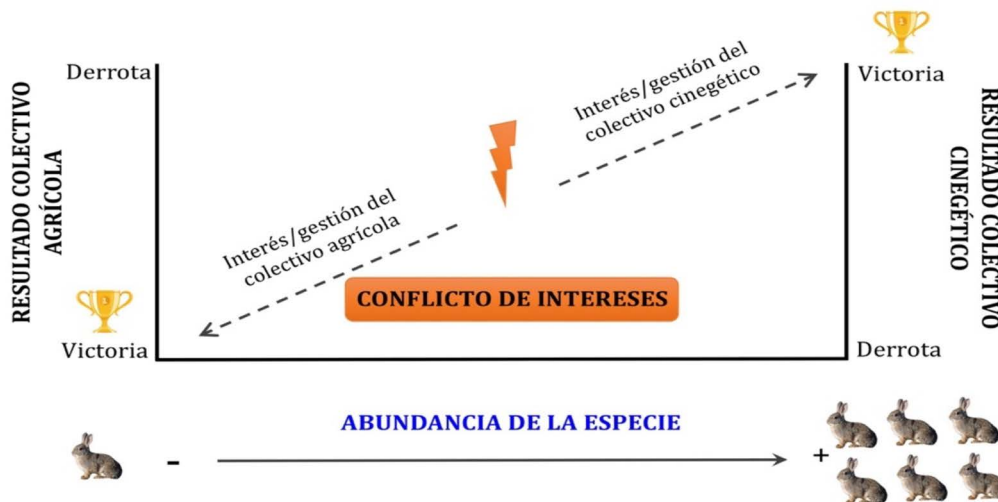 Derrota
Victoria
RESULTADO COLECTIVO
AGRÍCOLA
Interés/gestión del
colectivo agrícola
Interés/gestión del
colectivo cinegético
Victoria
Derrota
RESULTADO COLECTIVO
CINEGÉTICO
CONFLICTO DE INTERESES
ABUNDANCIA DE LA ESPECIE
- +